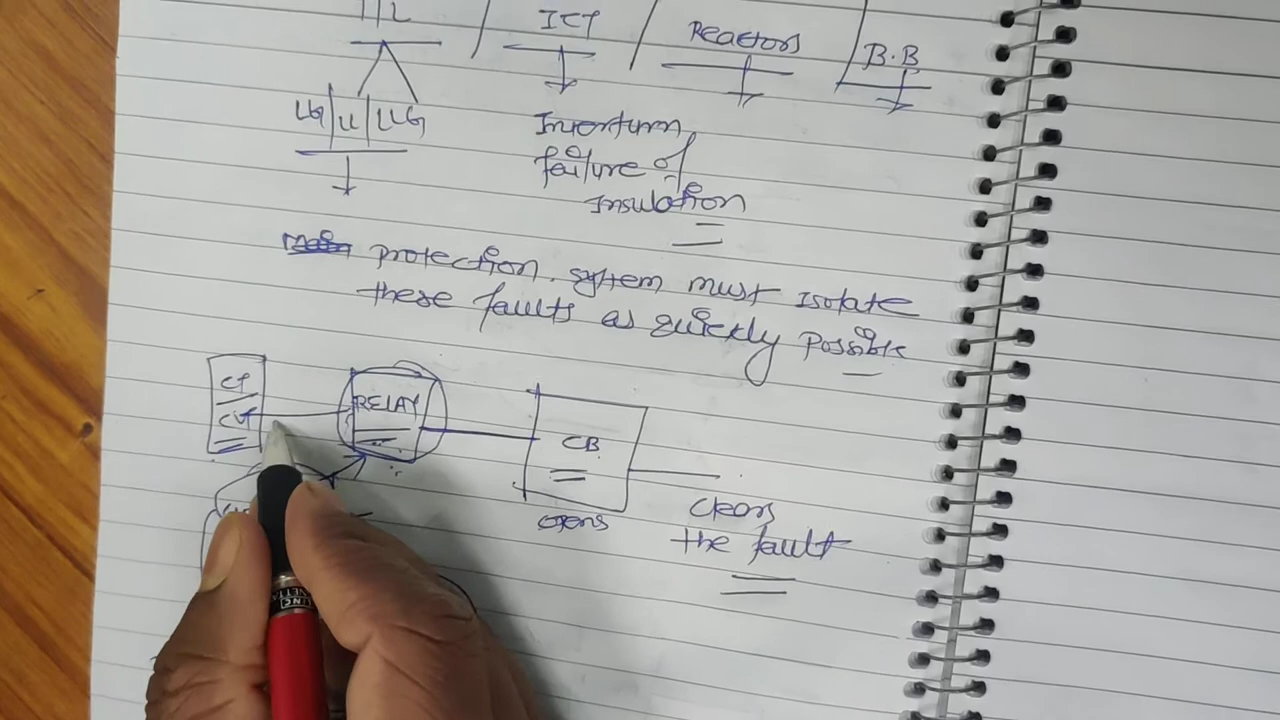 T/L / ICT / Reactors / B.B
LG | LL | LLG
Interturn,
failure of
Insulation
protection system must Isolate
these faults as quickly possible
CT
CVT
RELAY
CB
opens
Clears
the fault